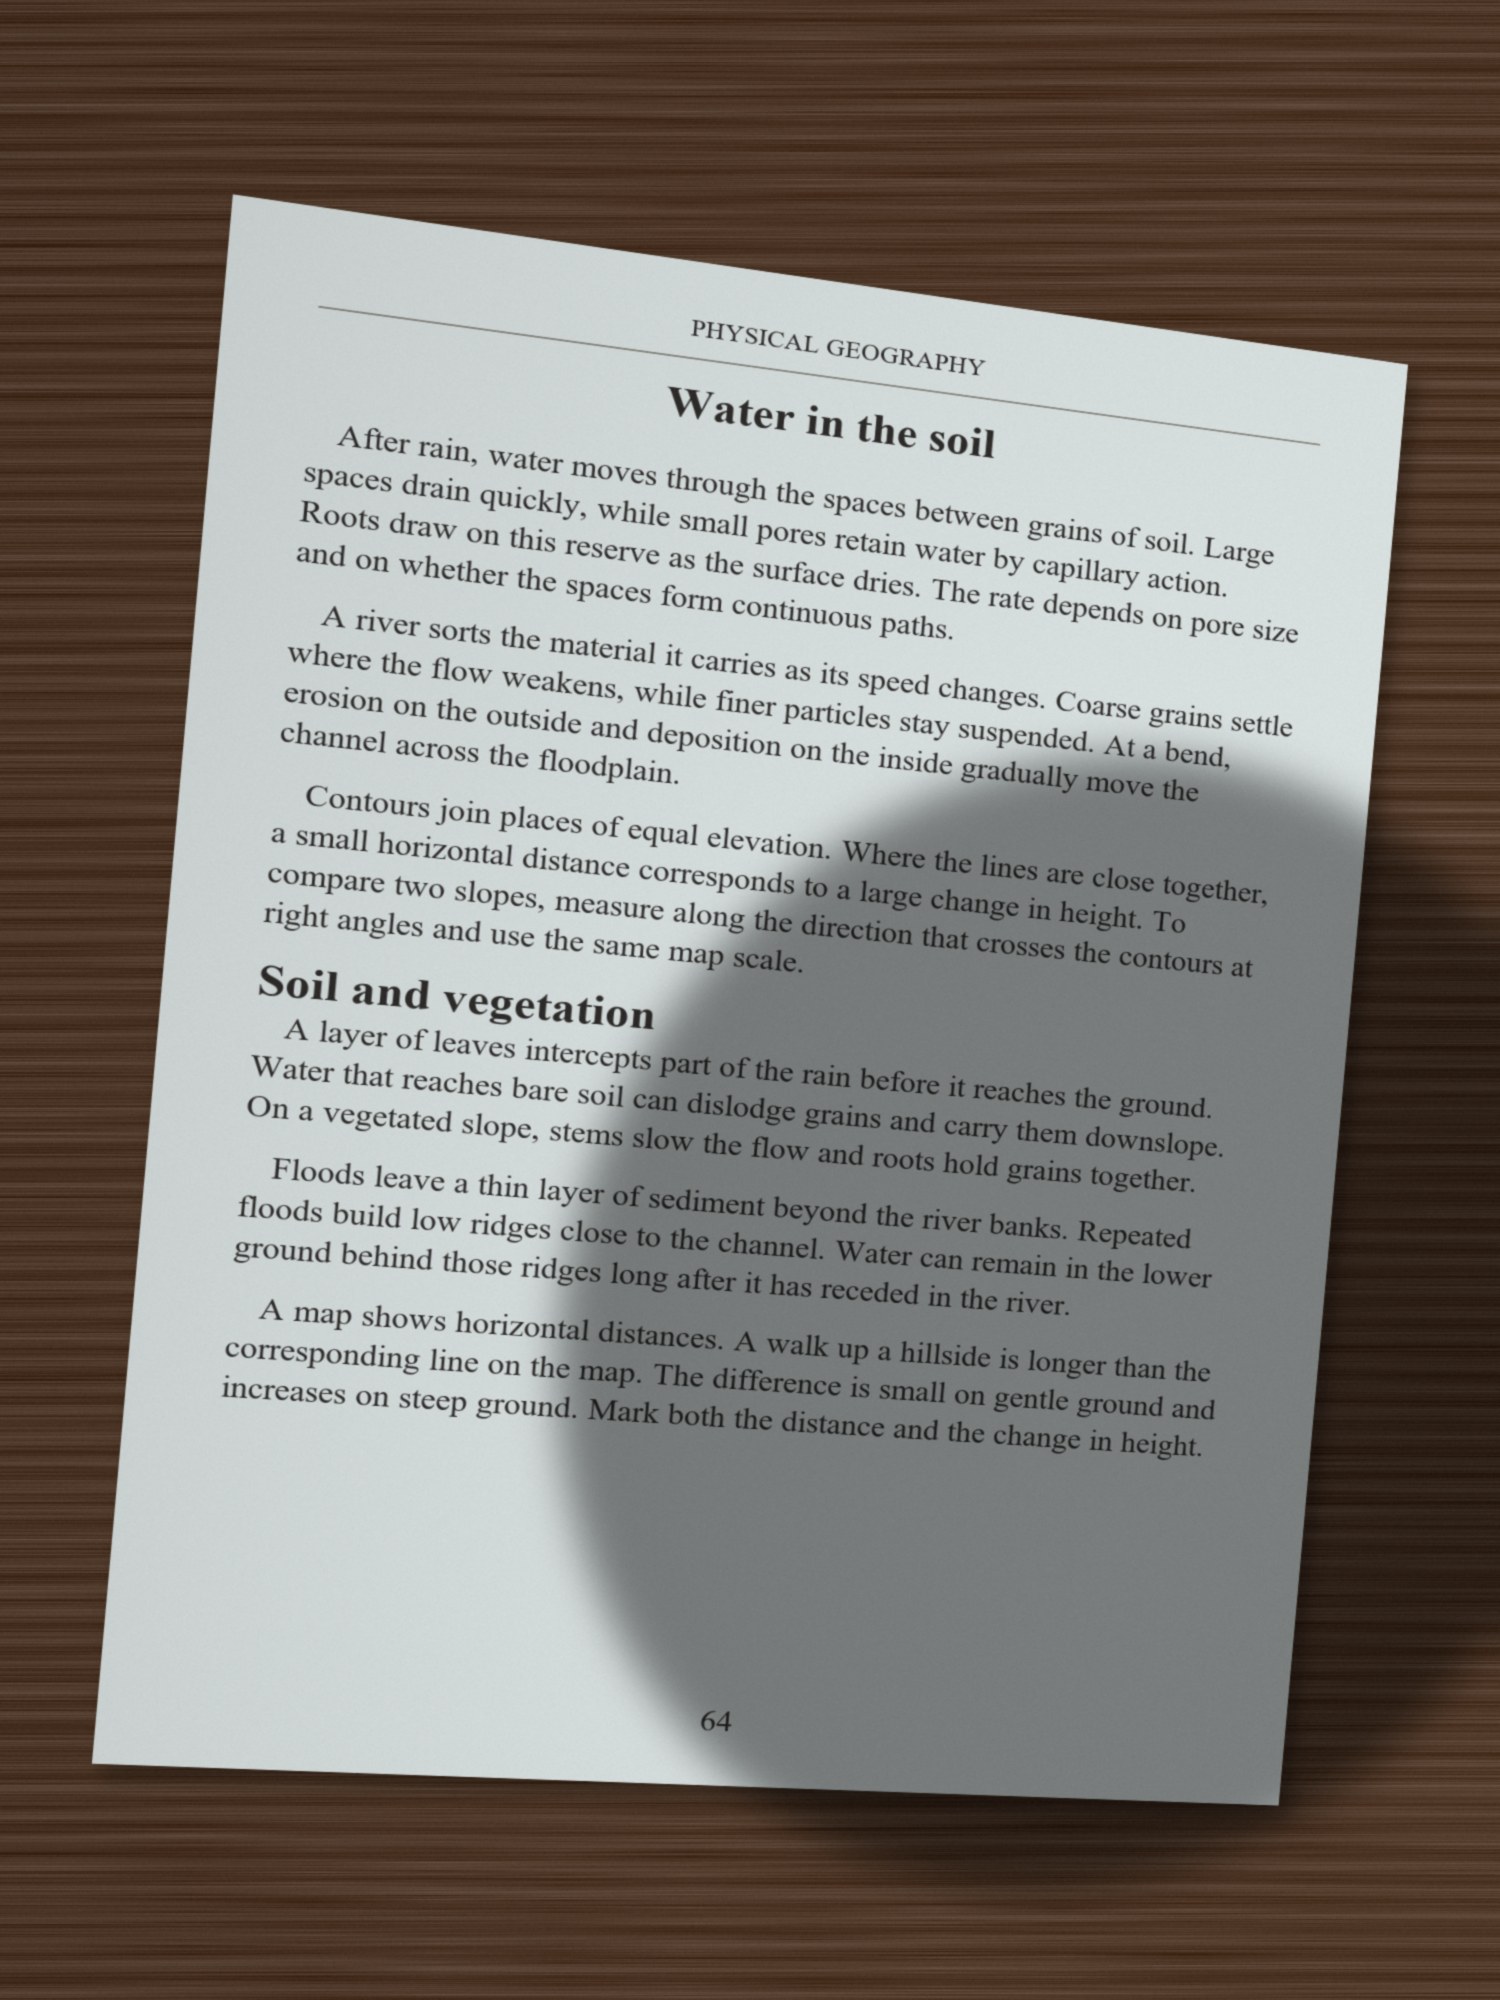 PHYSICAL GEOGRAPHY
Water in the soil
After rain, water moves through the spaces between grains of soil. Large
spaces drain quickly, while small pores retain water by capillary action.
Roots draw on this reserve as the surface dries. The rate depends on pore size
and on whether the spaces form continuous paths.
A river sorts the material it carries as its speed changes. Coarse grains settle
where the flow weakens, while finer particles stay suspended. At a bend,
erosion on the outside and deposition on the inside gradually move the
channel across the floodplain.
Contours join places of equal elevation. Where the lines are close together,
a small horizontal distance corresponds to a large change in height. To
compare two slopes, measure along the direction that crosses the contours at
right angles and use the same map scale.
Soil and vegetation
A layer of leaves intercepts part of the rain before it reaches the ground.
Water that reaches bare soil can dislodge grains and carry them downslope.
On a vegetated slope, stems slow the flow and roots hold grains together.
Floods leave a thin layer of sediment beyond the river banks. Repeated
floods build low ridges close to the channel. Water can remain in the lower
ground behind those ridges long after it has receded in the river.
A map shows horizontal distances. A walk up a hillside is longer than the
corresponding line on the map. The difference is small on gentle ground and
increases on steep ground. Mark both the distance and the change in height.
64